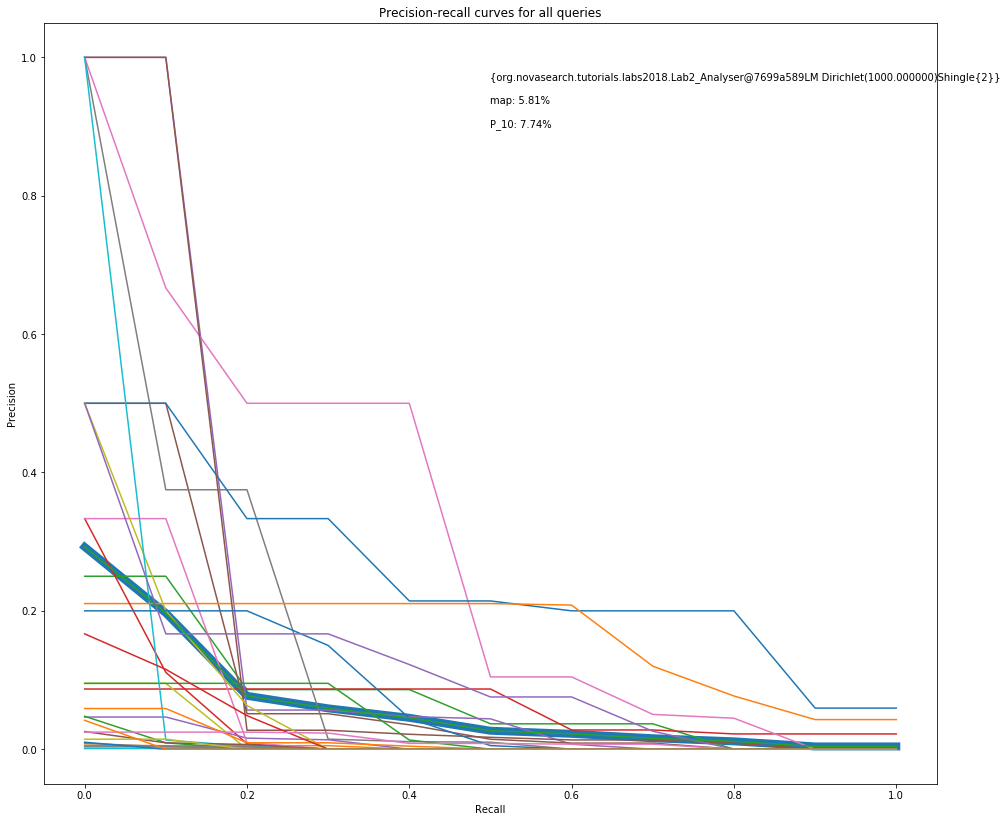 Precision-recall curves for all queries
1.0
{org.novasearch.tutorials.labs2018.Lab2_Analyser@7699a589LM Dirichlet(1000.000000)Shingle{2}}
map: 5.81%
P_10: 7.74%
0.8
0.6
Precision
0.4
0.2
0.0
0.0 0.2 0.4 0.6 0.8 1.0
Recall